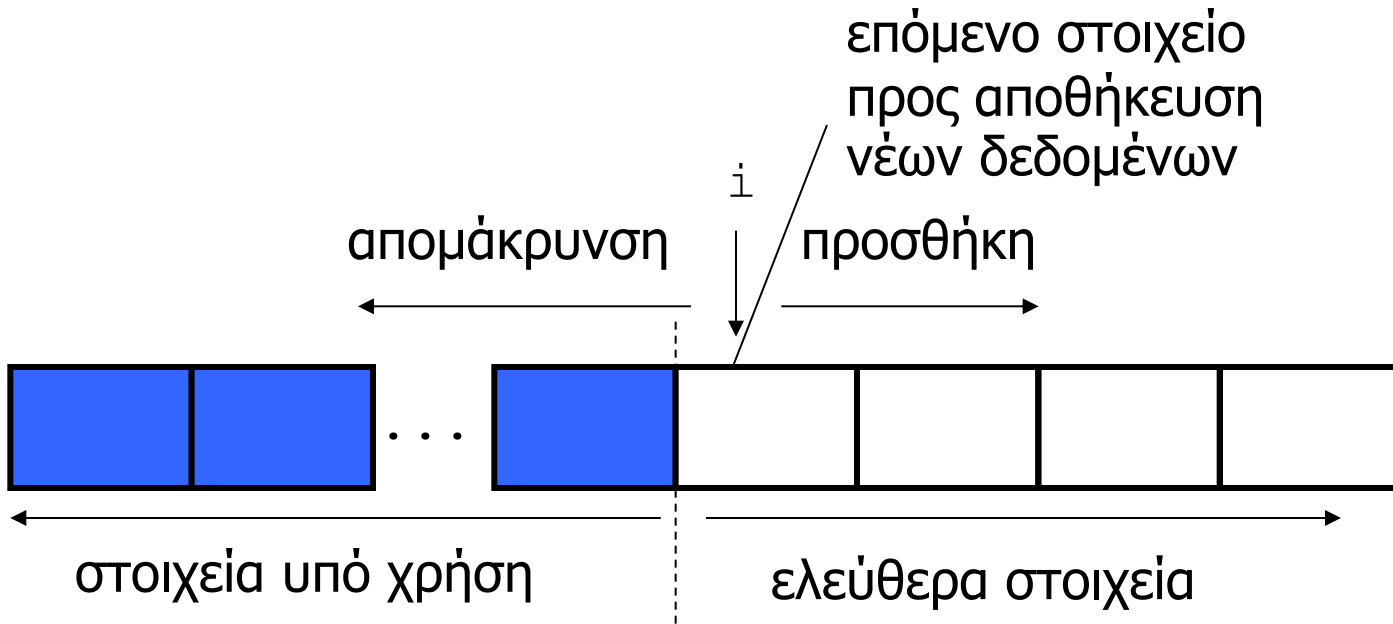 επόμενο στοιχείο
προς αποθήκευση
νέων δεδομένων
i
απομάκρυνση
προσθήκη
...
στοιχεία υπό χρήση
ελεύθερα στοιχεία